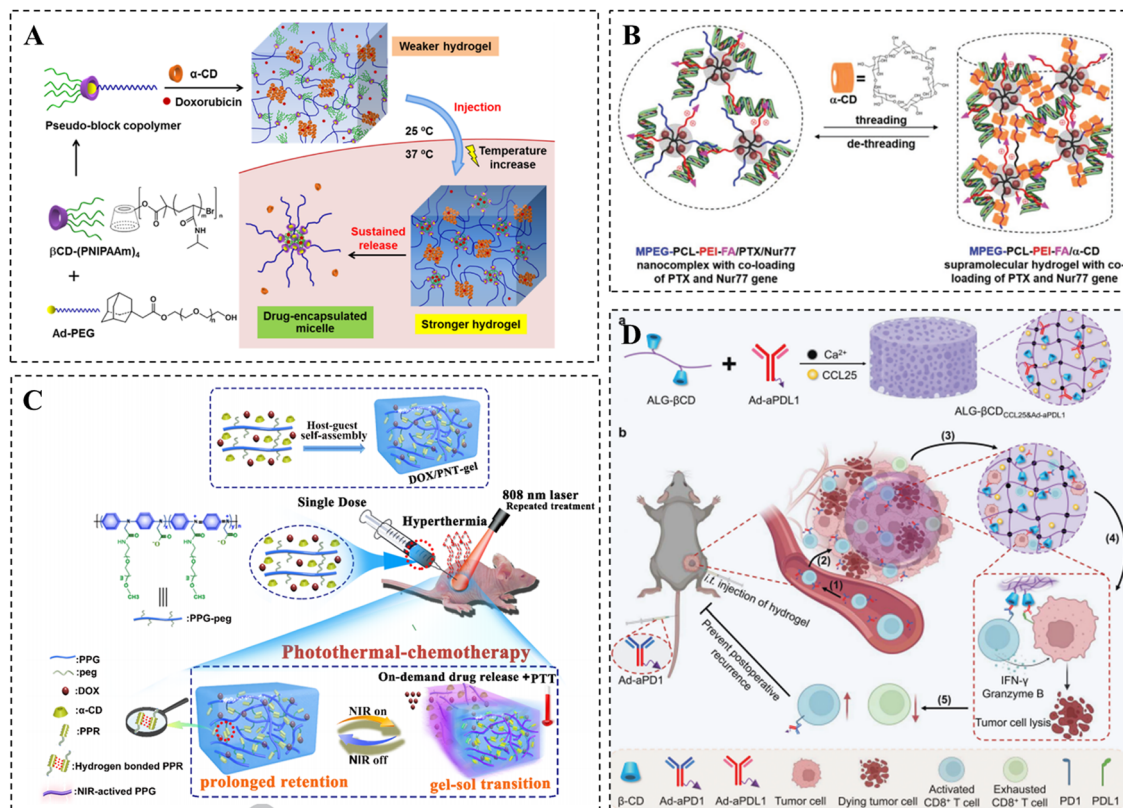 A
α-CD
Doxorubicin
Pseudo-block copolymer
Weaker hydrogel
Injection
25 °C
37 °C
Temperature
increase
βCD-(PNIPAAm)4
+
Ad-PEG
Sustained
release
Drug-encapsulated
micelle
Stronger hydrogel
B
α-CD
threading
de-threading
MPEG-PCL-PEI-FA/PTX/Nur77
nanocomplex with co-loading
of PTX and Nur77 gene
MPEG-PCL-PEI-FA/α-CD
supramolecular hydrogel with co-
loading of PTX and Nur77 gene
C
Host-guest
self-assembly
DOX/PNT-gel
Single Dose
Hyperthermia
808 nm laser
Repeated treatment
:PPG-peg
:PPG
:peg
:DOX
:α-CD
:PPR
:Hydrogen bonded PPR
:NIR-actived PPG
Photothermal-chemotherapy
On-demand drug release +PTT
NIR on
NIR off
prolonged retention
gel-sol transition
a
D
ALG-βCD
+
Ad-aPDL1
Ca2+
CCL25
ALG-βCDCCL25&Ad-aPDL1
b
(3)
(2)
(1)
(4)
i.t. injection of hydrogel
Ad-aPD1
Prevent postoperative
recurrence
IFN-γ
Granzyme B
Tumor cell lysis
(5)
β-CD
Ad-aPD1
Ad-aPDL1
Tumor cell
Dying tumor cell
Activated
CD8+ T cell
Exhausted
CD8+ T cell
PD1
PDL1